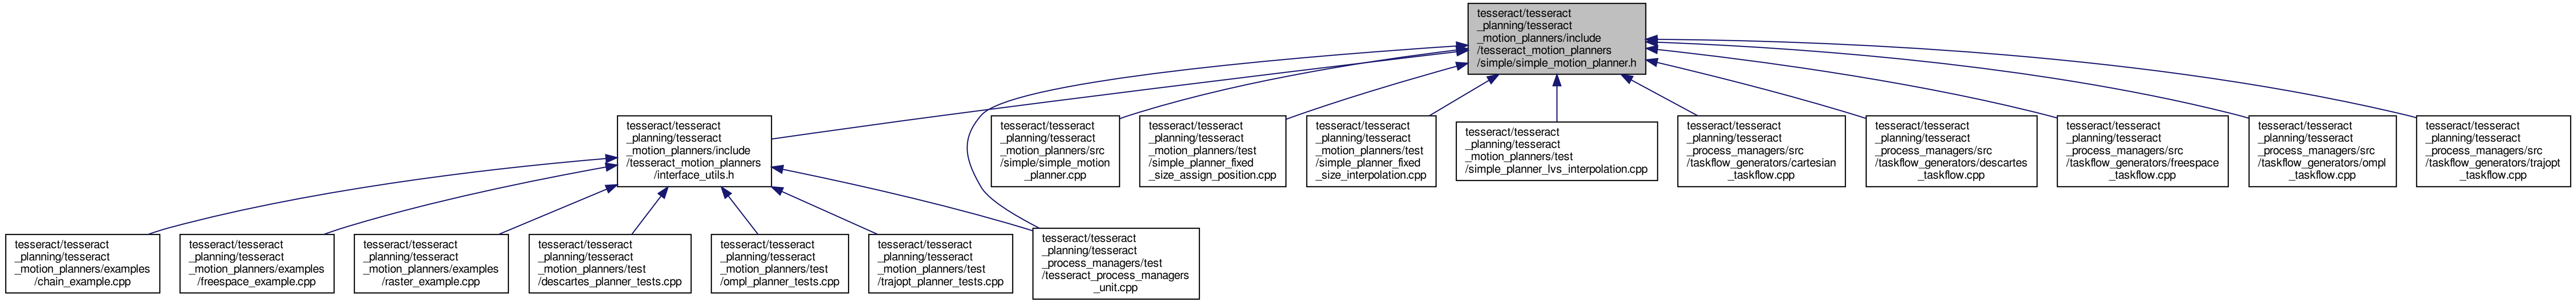 tesseract/tesseract
_planning/tesseract
_motion_planners/include
/tesseract_motion_planners
/simple/simple_motion_planner.h
tesseract/tesseract
_planning/tesseract
_motion_planners/include
/tesseract_motion_planners
/interface_utils.h
tesseract/tesseract
_planning/tesseract
_motion_planners/src
/simple/simple_motion
_planner.cpp
tesseract/tesseract
_planning/tesseract
_motion_planners/test
/simple_planner_fixed
_size_assign_position.cpp
tesseract/tesseract
_planning/tesseract
_motion_planners/test
/simple_planner_fixed
_size_interpolation.cpp
tesseract/tesseract
_planning/tesseract
_motion_planners/test
/simple_planner_lvs_interpolation.cpp
tesseract/tesseract
_planning/tesseract
_process_managers/src
/taskflow_generators/cartesian
_taskflow.cpp
tesseract/tesseract
_planning/tesseract
_process_managers/src
/taskflow_generators/descartes
_taskflow.cpp
tesseract/tesseract
_planning/tesseract
_process_managers/src
/taskflow_generators/freespace
_taskflow.cpp
tesseract/tesseract
_planning/tesseract
_process_managers/src
/taskflow_generators/ompl
_taskflow.cpp
tesseract/tesseract
_planning/tesseract
_process_managers/src
/taskflow_generators/trajopt
_taskflow.cpp
tesseract/tesseract
_planning/tesseract
_motion_planners/examples
/chain_example.cpp
tesseract/tesseract
_planning/tesseract
_motion_planners/examples
/freespace_example.cpp
tesseract/tesseract
_planning/tesseract
_motion_planners/examples
/raster_example.cpp
tesseract/tesseract
_planning/tesseract
_motion_planners/test
/descartes_planner_tests.cpp
tesseract/tesseract
_planning/tesseract
_motion_planners/test
/ompl_planner_tests.cpp
tesseract/tesseract
_planning/tesseract
_motion_planners/test
/trajopt_planner_tests.cpp
tesseract/tesseract
_planning/tesseract
_process_managers/test
/tesseract_process_managers
_unit.cpp